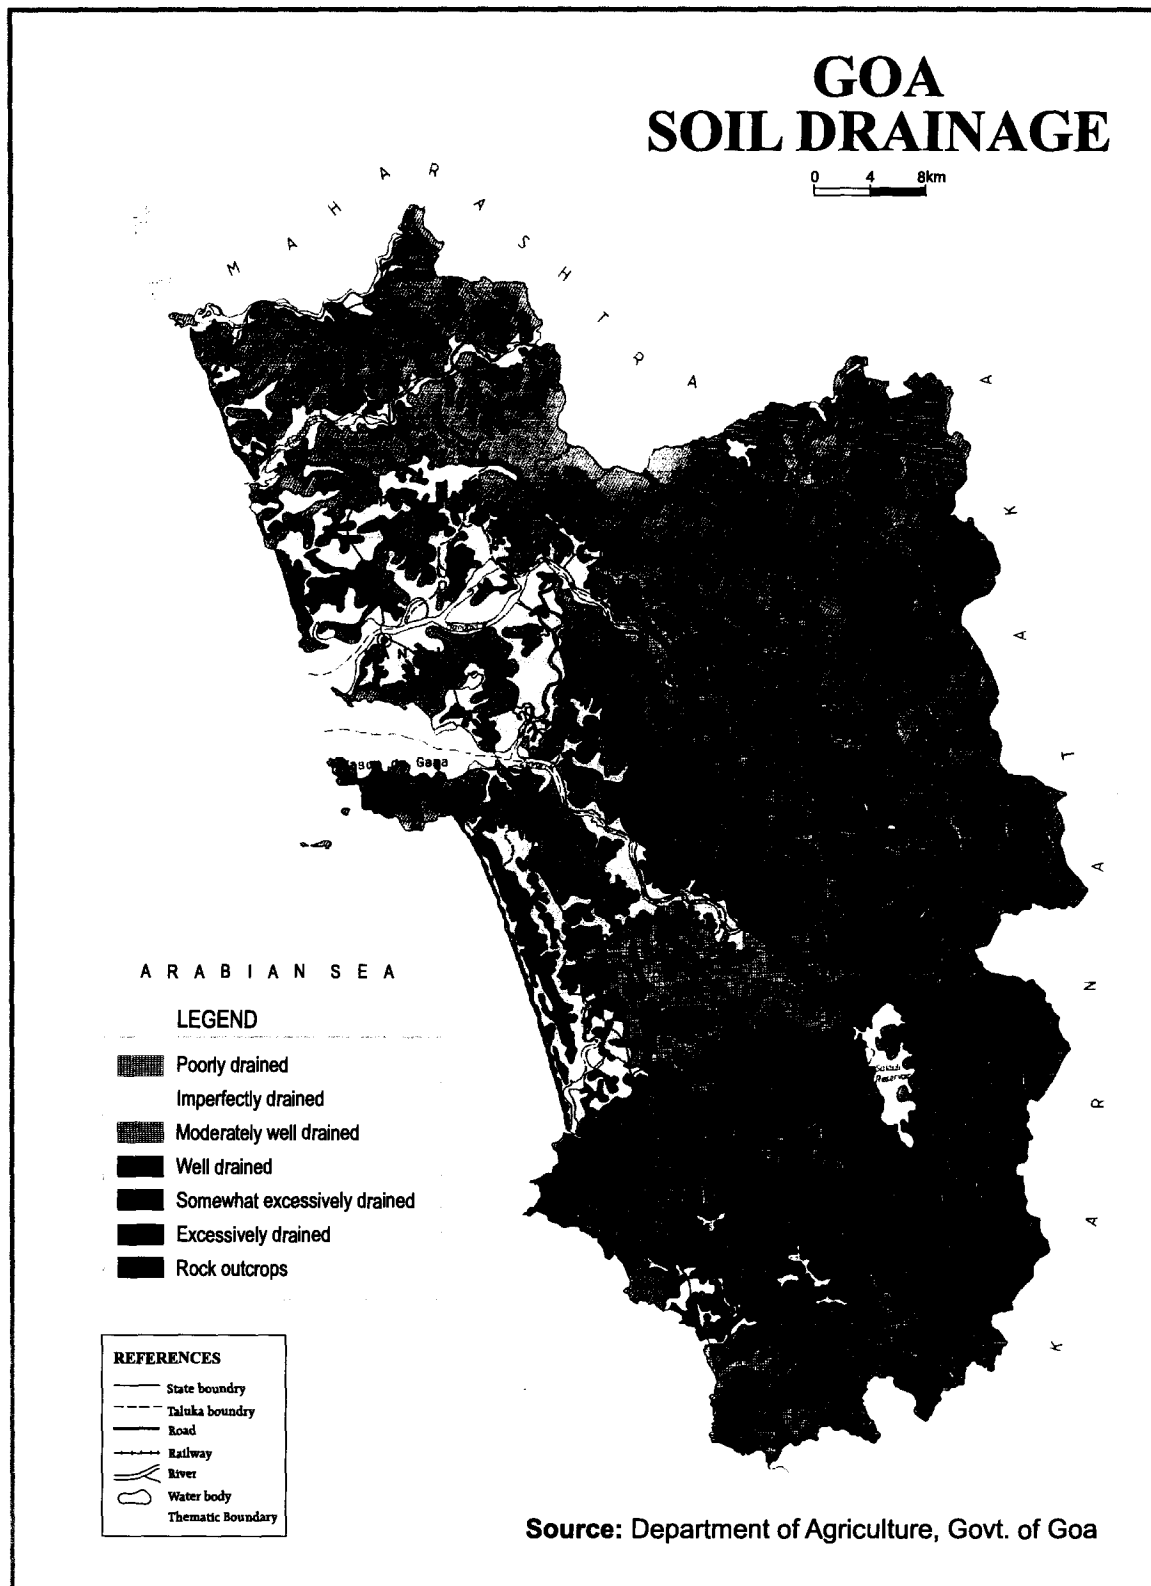 GOA
SOIL DRAINAGE
0 4 8km
M A H A R A S H T R A
K A R N A T A K A
ARABIAN SEA
LEGEND
Poorly drained
Imperfectly drained
Moderately well drained
Well drained
Somewhat excessively drained
Excessively drained
Rock outcrops
REFERENCES
State boundry
Taluka boundry
Road
Railway
River
Water body
Thematic Boundary
Source: Department of Agriculture, Govt. of Goa